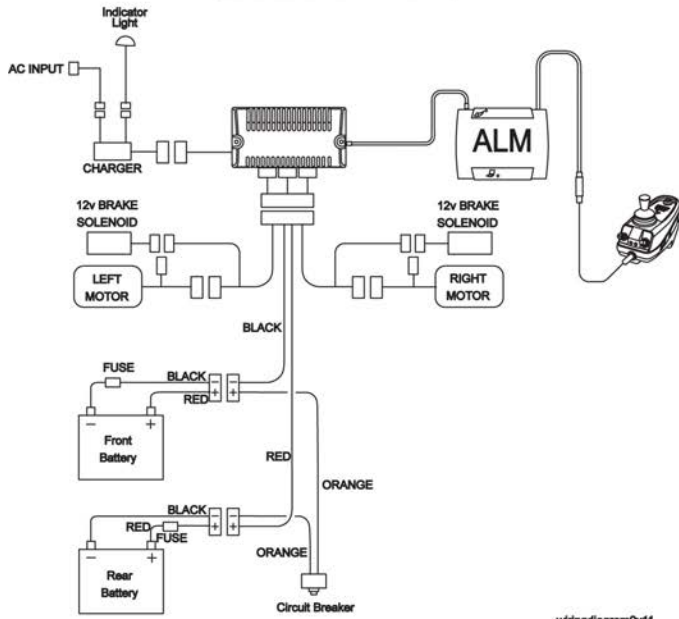 Indicator
Light
AC INPUT
CHARGER
ALM
12v BRAKE
SOLENOID
12v BRAKE
SOLENOID
LEFT
MOTOR
RIGHT
MOTOR
BLACK
FUSE
BLACK
RED
Front
Battery
RED
ORANGE
BLACK
RED
FUSE
ORANGE
Rear
Battery
Circuit Breaker